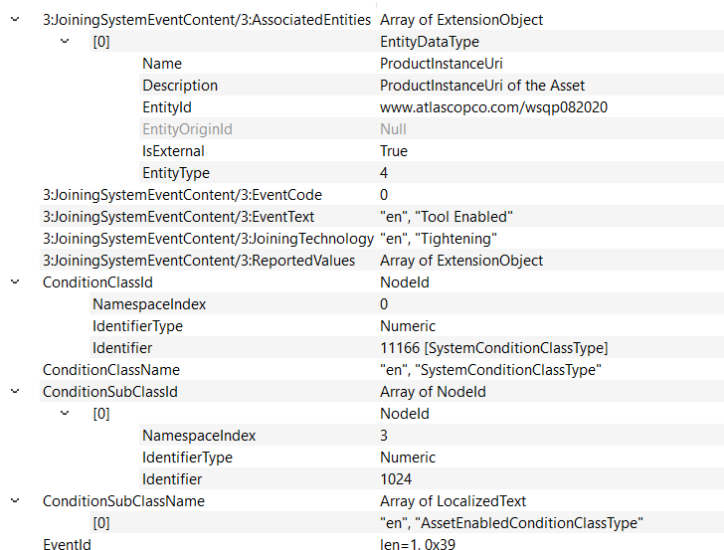 3:JoiningSystemEventContent/3:AssociatedEntities Array of ExtensionObject
[0] EntityDataType
Name ProductInstanceUri
Description ProductInstanceUri of the Asset
EntityId www.atlascopco.com/wsqp082020
EntityOriginId Null
IsExternal True
EntityType 4
3:JoiningSystemEventContent/3:EventCode 0
3:JoiningSystemEventContent/3:EventText "en", "Tool Enabled"
3:JoiningSystemEventContent/3:JoiningTechnology "en", "Tightening"
3:JoiningSystemEventContent/3:ReportedValues Array of ExtensionObject
ConditionClassId NodeId
NamespaceIndex 0
IdentifierType Numeric
Identifier 11166 [SystemConditionClassType]
ConditionClassName "en", "SystemConditionClassType"
ConditionSubClassId Array of NodeId
[0] NodeId
NamespaceIndex 3
IdentifierType Numeric
Identifier 1024
ConditionSubClassName Array of LocalizedText
[0] "en", "AssetEnabledConditionClassType"
EventId len=1, 0x39